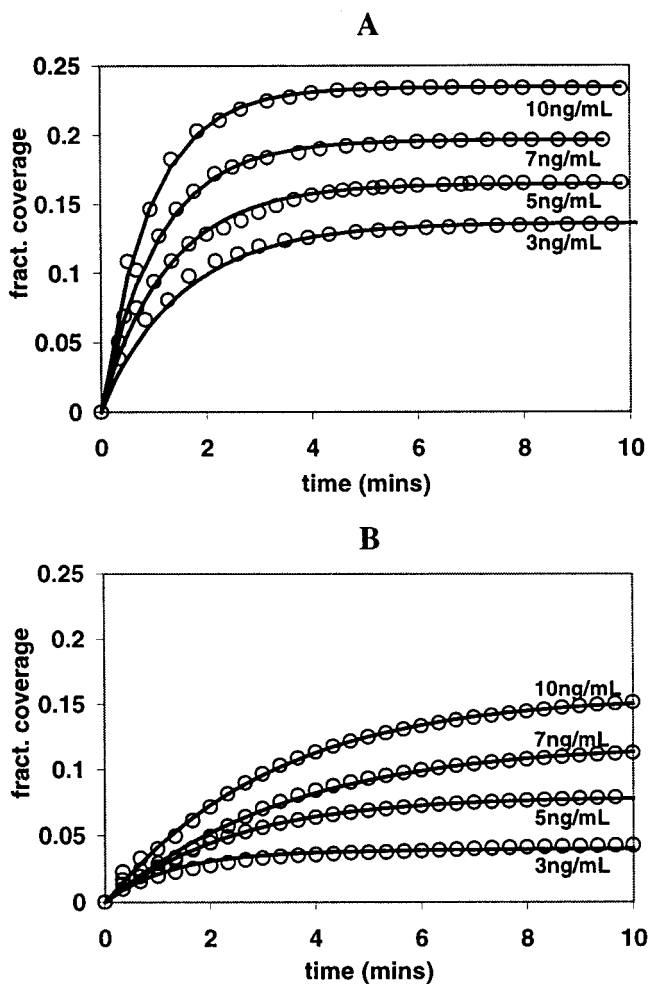 A
0.25
0.2
0.15
0.1
0.05
0
fract. coverage
10ng/mL
7ng/mL
5ng/mL
3ng/mL
0 2 4 6 8 10
time (mins)
B
0.25
0.2
0.15
0.1
0.05
0
fract. coverage
10ng/mL
7ng/mL
5ng/mL
3ng/mL
0 2 4 6 8 10
time (mins)